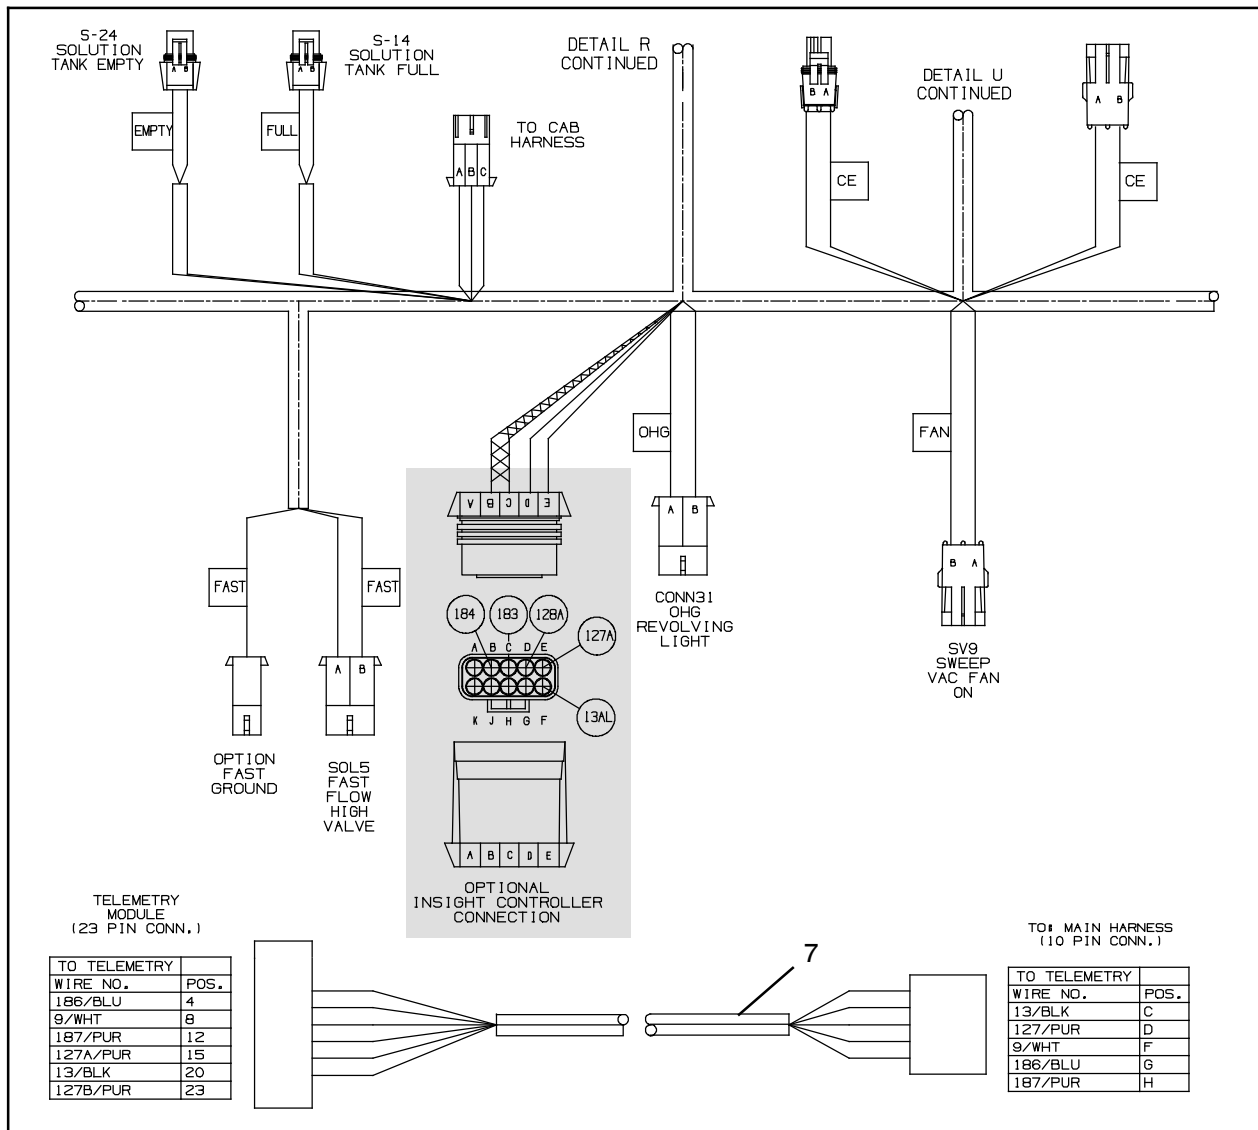 S-24
SOLUTION
TANK EMPTY
A B
EMPTY
S-14
SOLUTION
TANK FULL
A B
FULL
TO CAB
HARNESS
A B C
DETAIL R
CONTINUED
B A
CE
DETAIL U
CONTINUED
A B
CE
OHG
FAN
A B C D E
A B
CONN31
OHG
REVOLVING
LIGHT
B A
SV9
SWEEP
VAC FAN
ON
FAST
FAST
A B
OPTION
FAST
GROUND
SOL5
FAST
FLOW
HIGH
VALVE
184 183 128A
127A
A B C D E
K J H G F
13AL
A B C D E
OPTIONAL
INSIGHT CONTROLLER
CONNECTION
TELEMETRY
MODULE
(23 PIN CONN.)
TO TELEMETRY
WIRE NO. POS.
186/BLU 4
9/WHT 8
187/PUR 12
127A/PUR 15
13/BLK 20
127B/PUR 23
7
TO: MAIN HARNESS
(10 PIN CONN.)
TO TELEMETRY
WIRE NO. POS.
13/BLK C
127/PUR D
9/WHT F
186/BLU G
187/PUR H